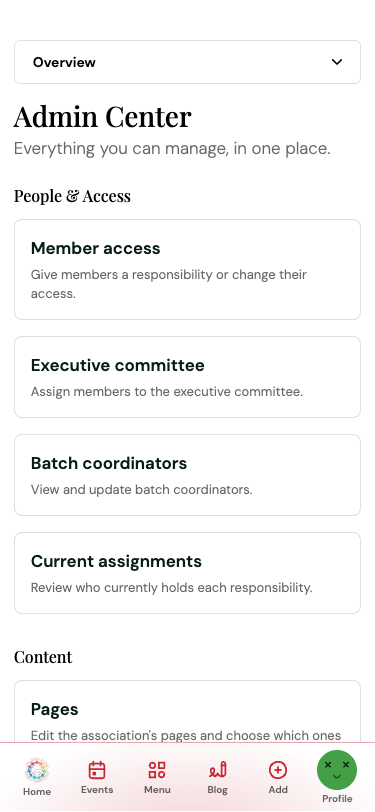 Overview
Admin Center
Everything you can manage, in one place.
People & Access
Member access
Give members a responsibility or change their
access.
Executive committee
Assign members to the executive committee.
Batch coordinators
View and update batch coordinators.
Current assignments
Review who currently holds each responsibility.
Content
Pages
Edit the association's pages and choose which ones
Home
Events
Menu
Blog
Add
Profile